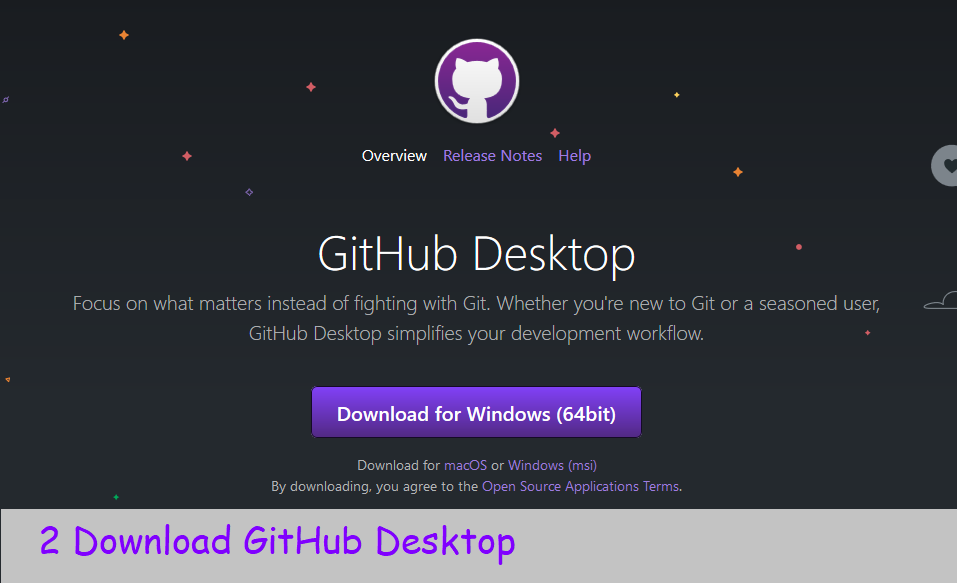 Overview Release Notes Help
GitHub Desktop
Focus on what matters instead of fighting with Git. Whether you're new to Git or a seasoned user,
GitHub Desktop simplifies your development workflow.
Download for Windows (64bit)
Download for macOS or Windows (msi)
By downloading, you agree to the Open Source Applications Terms.
2 Download GitHub Desktop